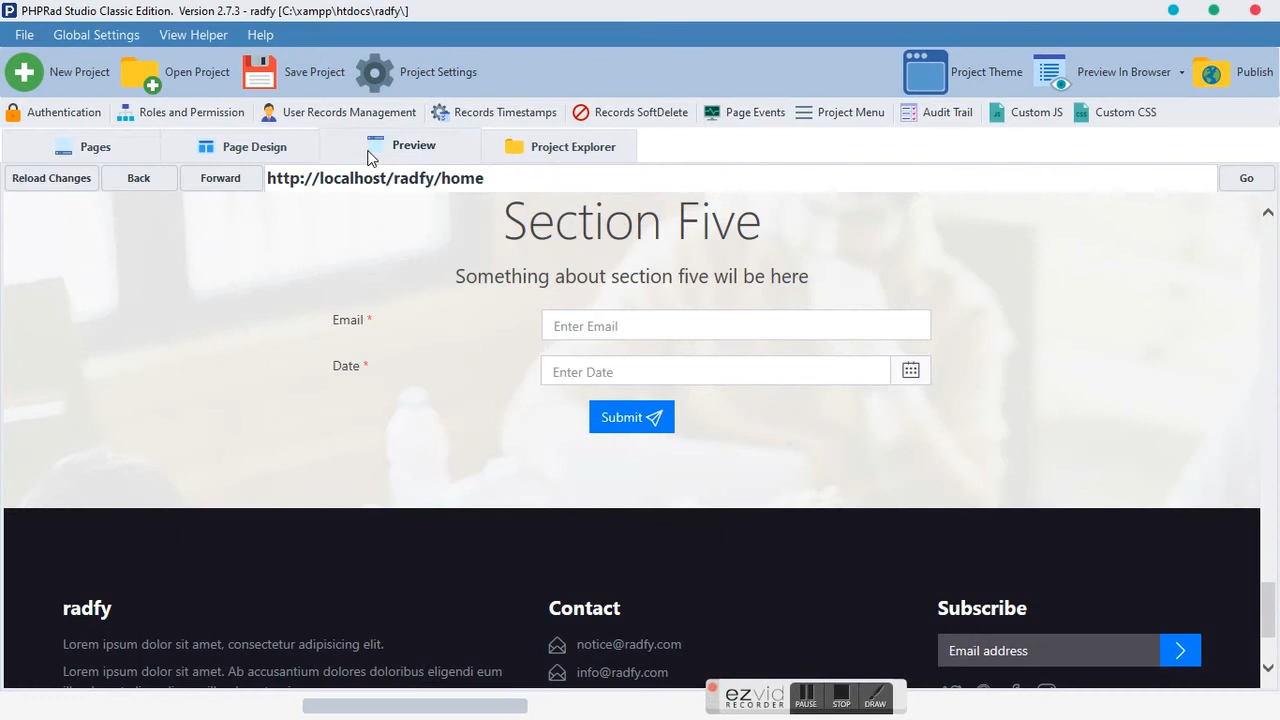 PHPRad Studio Classic Edition. Version 2.7.3 - radfy [C:\xampp\htdocs\radfy\]
File Global Settings View Helper Help
New Project Open Project Save Project Project Settings Project Theme Preview In Browser Publish
Authentication Roles and Permission User Records Management Records Timestamps Records SoftDelete Page Events Project Menu Audit Trail Custom JS Custom CSS
Pages Page Design Preview Project Explorer
Reload Changes Back Forward http://localhost/radfy/home Go
Section Five
Something about section five wil be here
Email * Enter Email
Date * Enter Date
Submit
radfy Contact Subscribe
Lorem ipsum dolor sit amet, consectetur adipisicing elit. notice@radfy.com Email address
Lorem ipsum dolor sit amet. Ab accusantium dolores doloribus eligendi eum info@radfy.com
ezvid RECORDER PAUSE STOP DRAW